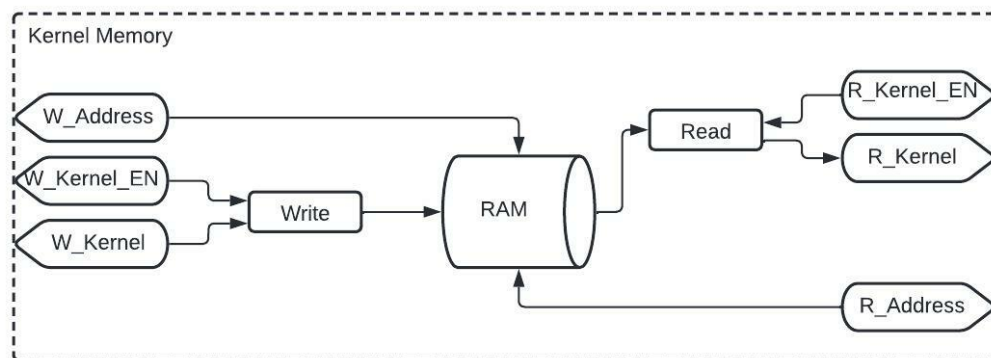 Kernel Memory
W_Address
W_Kernel_EN
W_Kernel
Write
RAM
Read
R_Kernel_EN
R_Kernel
R_Address